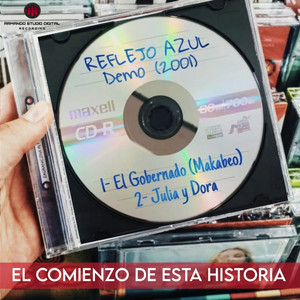 ARMANDO STUDIO DIGITAL
RECORDING
REFLEJO AZUL
Demo (2001)
maxell
CD-R
1- El Gobernado (Makabeo)
2- Julia y Dora
EL COMIENZO DE ESTA HISTORIA